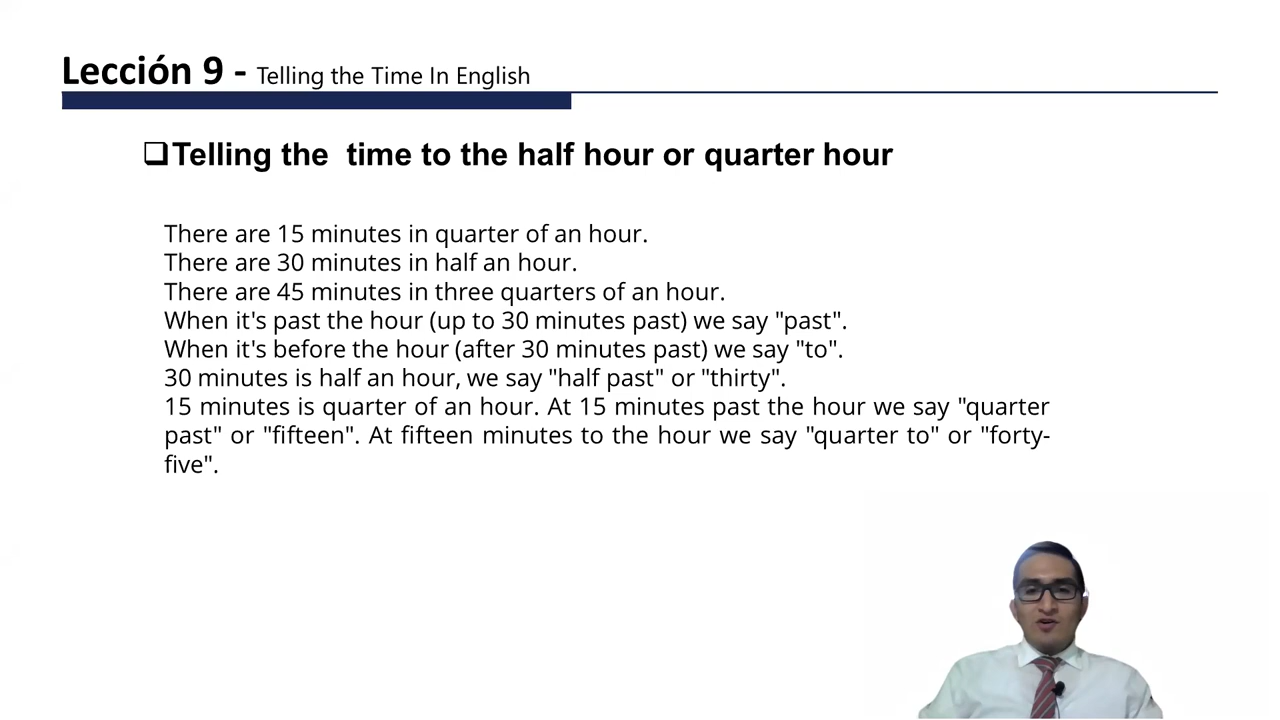 Lección 9 - Telling the Time In English
❑Telling the  time to the half hour or quarter hour
There are 15 minutes in quarter of an hour.
There are 30 minutes in half an hour.
There are 45 minutes in three quarters of an hour.
When it's past the hour (up to 30 minutes past) we say "past".
When it's before the hour (after 30 minutes past) we say "to".
30 minutes is half an hour, we say "half past" or "thirty".
15 minutes is quarter of an hour. At 15 minutes past the hour we say "quarter
past" or "fifteen". At fifteen minutes to the hour we say "quarter to" or "forty-
five".